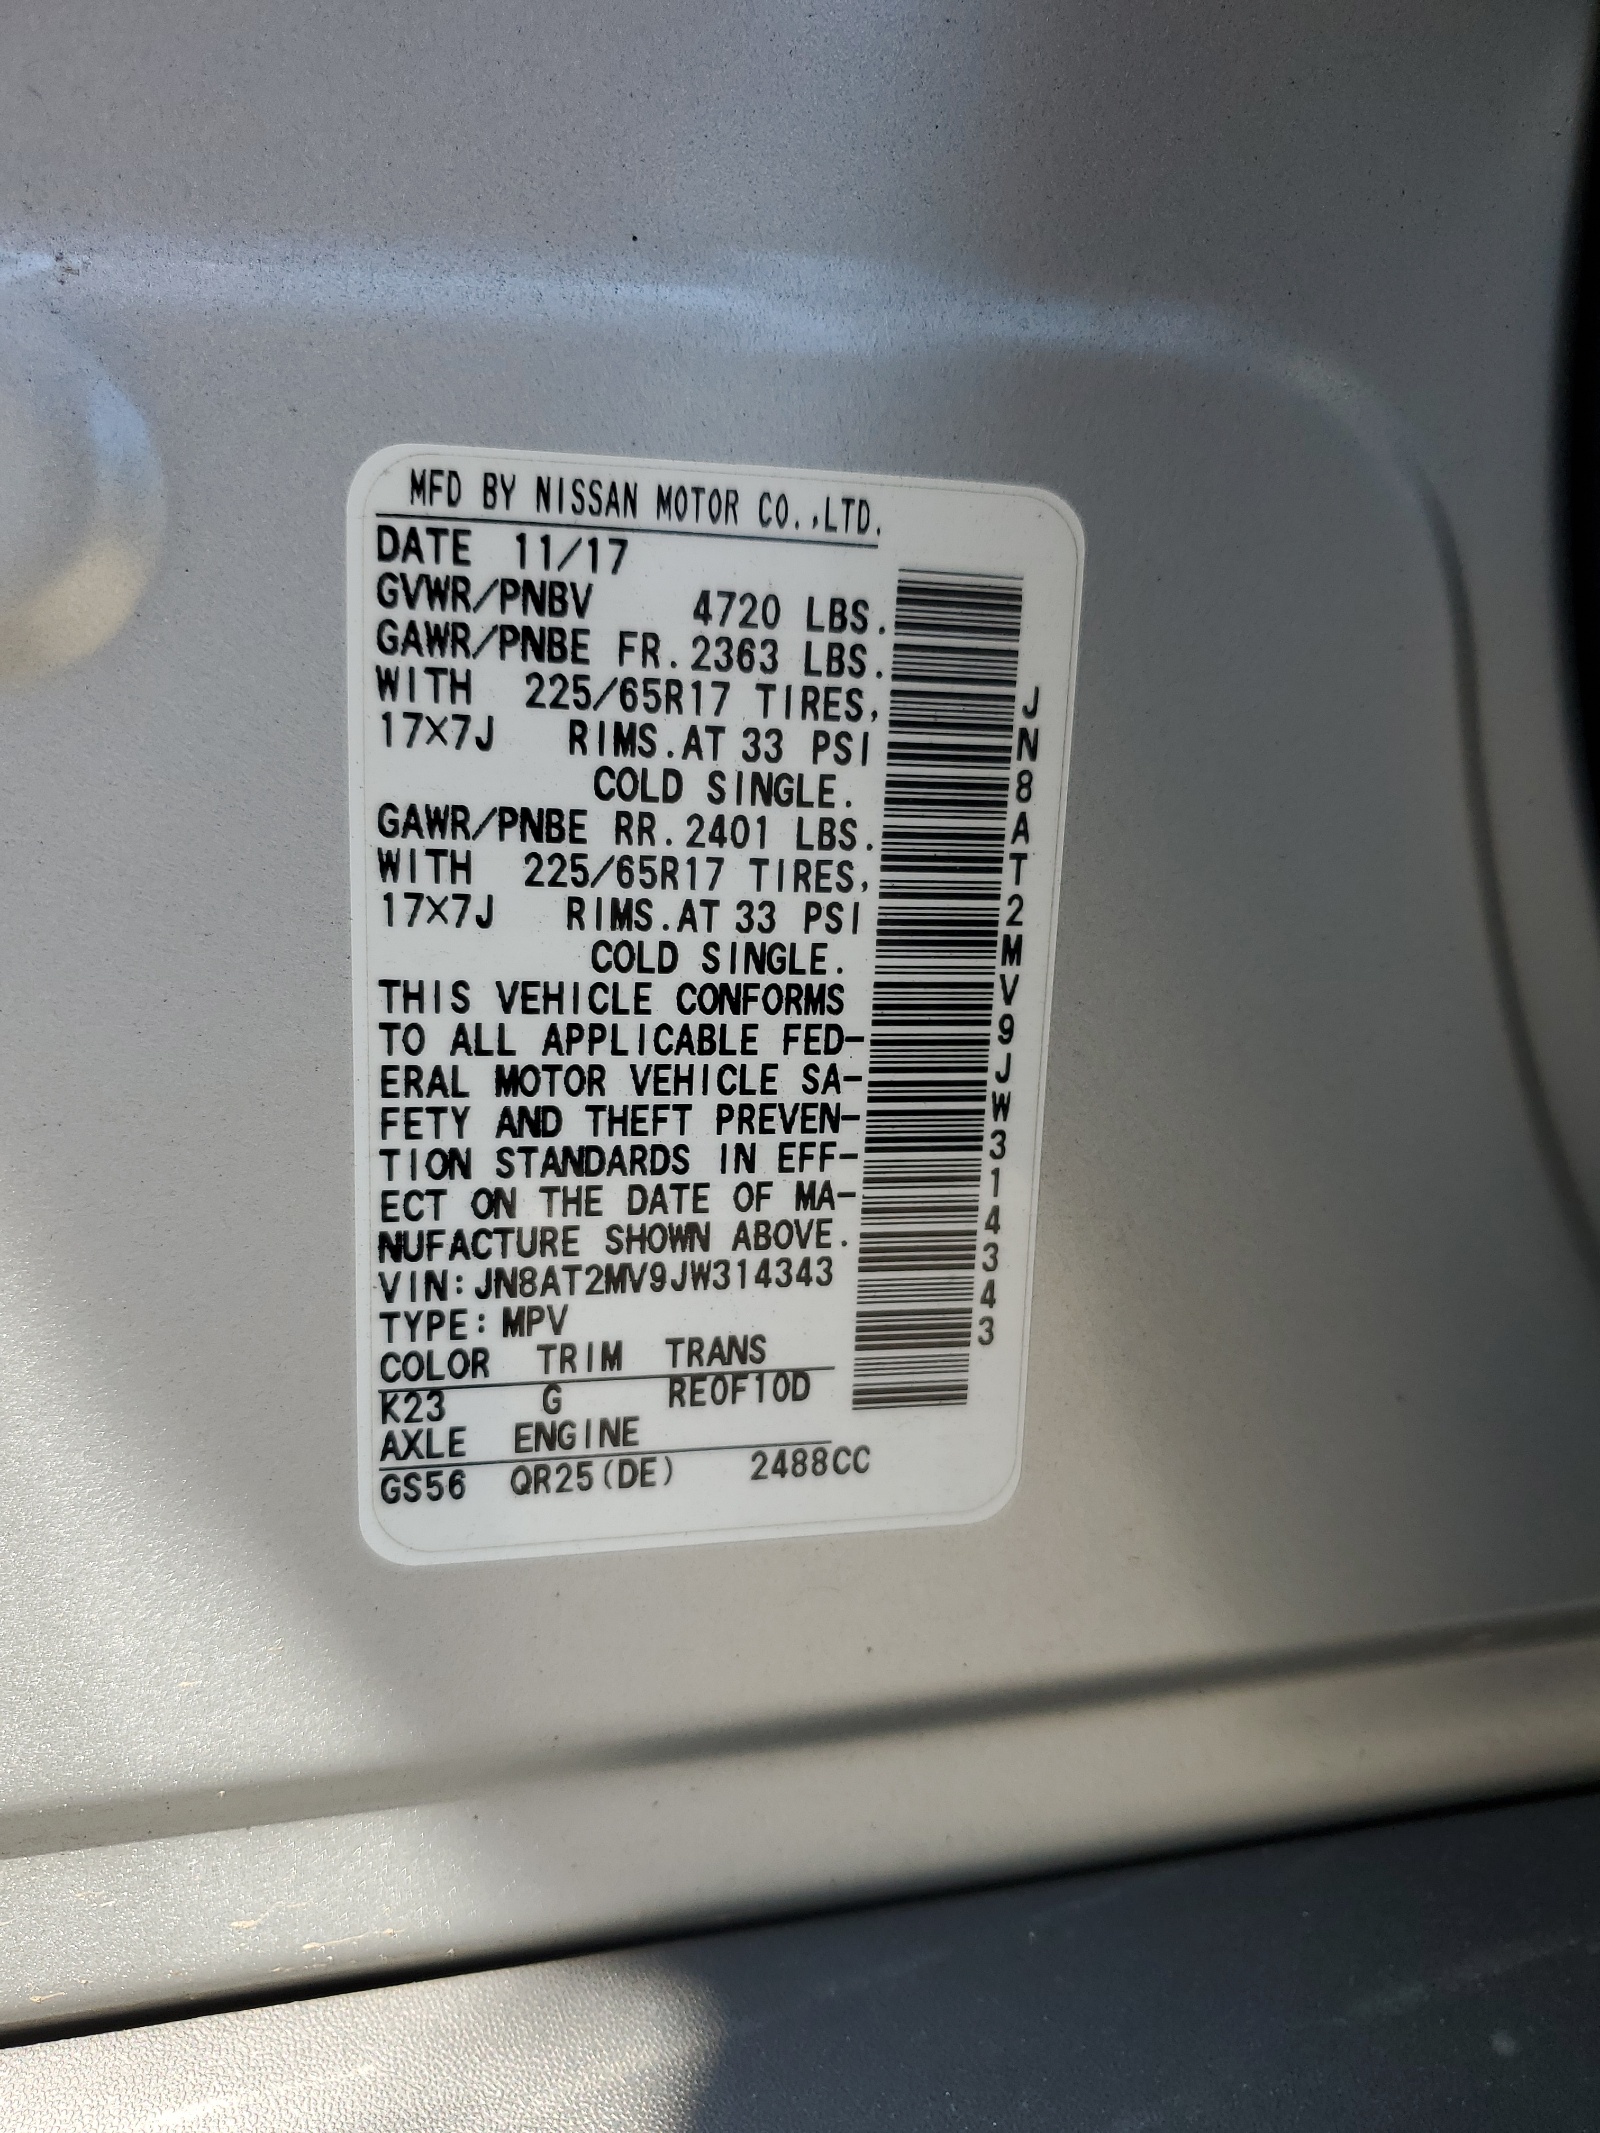 MFD BY NISSAN MOTOR CO.,LTD.
DATE 11/17
GVWR/PNBV 4720 LBS.
GAWR/PNBE FR. 2363 LBS.
WITH 225/65R17 TIRES,
17×7J RIMS.AT 33 PSI
COLD SINGLE.
GAWR/PNBE RR. 2401 LBS.
WITH 225/65R17 TIRES,
17×7J RIMS.AT 33 PSI
COLD SINGLE.
THIS VEHICLE CONFORMS
TO ALL APPLICABLE FED-
ERAL MOTOR VEHICLE SA-
FETY AND THEFT PREVEN-
TION STANDARDS IN EFF-
ECT ON THE DATE OF MA-
NUFACTURE SHOWN ABOVE.
VIN: JN8AT2MV9JW314343
TYPE: MPV
COLOR TRIM TRANS
K23 G RE0F10D
AXLE ENGINE
GS56 QR25(DE) 2488CC
JN8AT2MV9JW314343